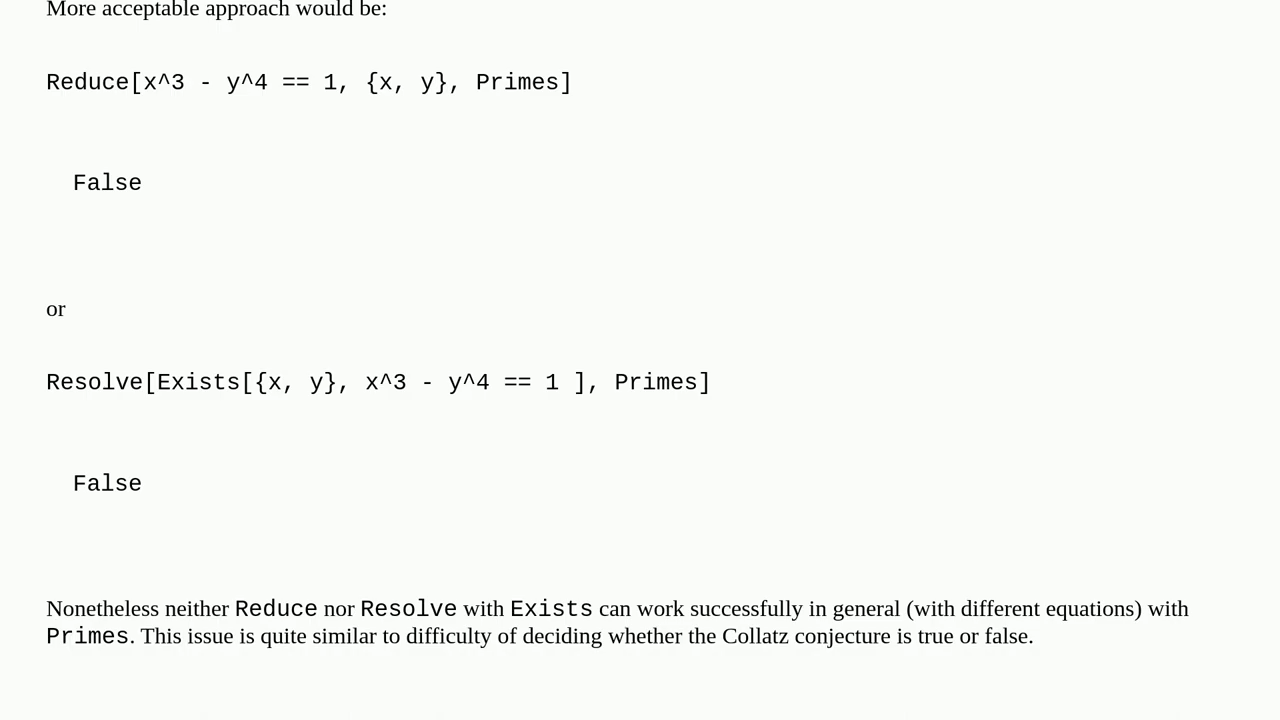 More acceptable approach would be:
Reduce[x^3 - y^4 == 1, {x, y}, Primes]
False
or
Resolve[Exists[{x, y}, x^3 - y^4 == 1 ], Primes]
False
Nonetheless neither Reduce nor Resolve with Exists can work successfully in general (with different equations) with
Primes. This issue is quite similar to difficulty of deciding whether the Collatz conjecture is true or false.